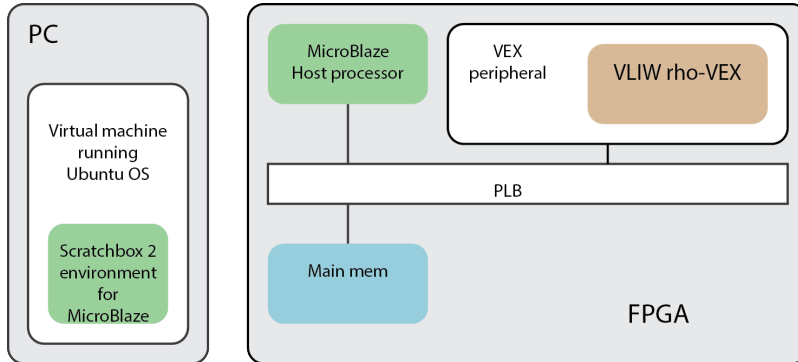 PC
Virtual machine
running
Ubuntu OS
Scratchbox 2
environment
for
MicroBlaze
MicroBlaze
Host processor
VEX
peripheral
VLIW rho-VEX
PLB
Main mem
FPGA